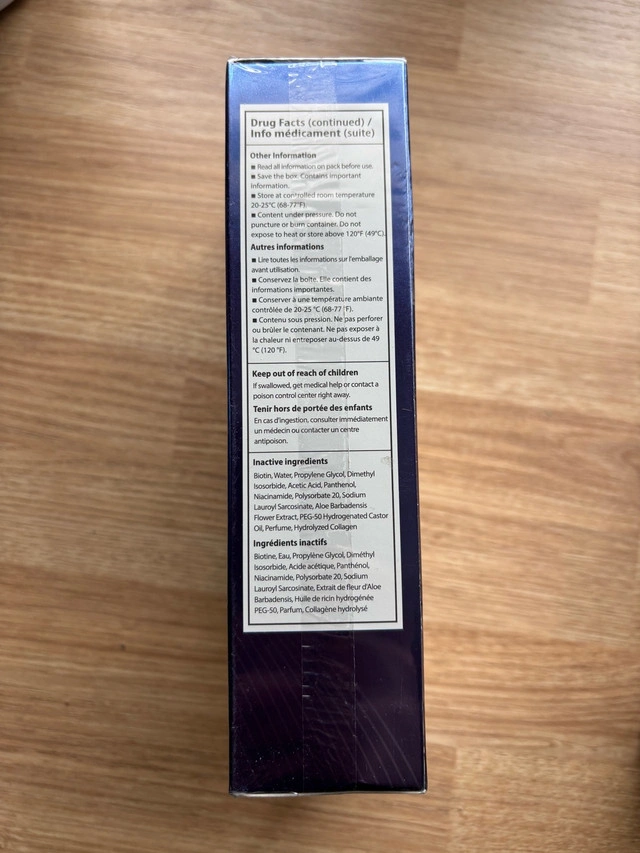 Drug Facts (continued) /
Info médicament (suite)
Other Information
■ Read all information on pack before use.
■ Save the box. Contains important
information.
■ Store at controlled room temperature
20-25°C (68-77°F).
■ Content under pressure. Do not
puncture or burn container. Do not
expose to heat or store above 120°F (49°C).
Autres informations
■ Lire toutes les informations sur l'emballage
avant utilisation.
■ Conservez la boîte. Elle contient des
informations importantes.
■ Conserver à une température ambiante
contrôlée de 20-25 °C (68-77 °F).
■ Contenu sous pression. Ne pas perforer
ou brûler le contenant. Ne pas exposer à
la chaleur ni entreposer au-dessus de 49
°C (120 °F).
Keep out of reach of children
If swallowed, get medical help or contact a
poison control center right away.
Tenir hors de portée des enfants
En cas d'ingestion, consulter immédiatement
un médecin ou contacter un centre
antipoison.
Inactive ingredients
Biotin, Water, Propylene Glycol, Dimethyl
Isosorbide, Acetic Acid, Panthenol,
Niacinamide, Polysorbate 20, Sodium
Lauroyl Sarcosinate, Aloe Barbadensis
Flower Extract, PEG-50 Hydrogenated Castor
Oil, Perfume, Hydrolyzed Collagen
Ingrédients inactifs
Biotine, Eau, Propylène Glycol, Diméthyl
Isosorbide, Acide acétique, Panthénol,
Niacinamide, Polysorbate 20, Sodium
Lauroyl Sarcosinate, Extrait de fleur d'Aloe
Barbadensis, Huile de ricin hydrogénée
PEG-50, Parfum, Collagène hydrolysé